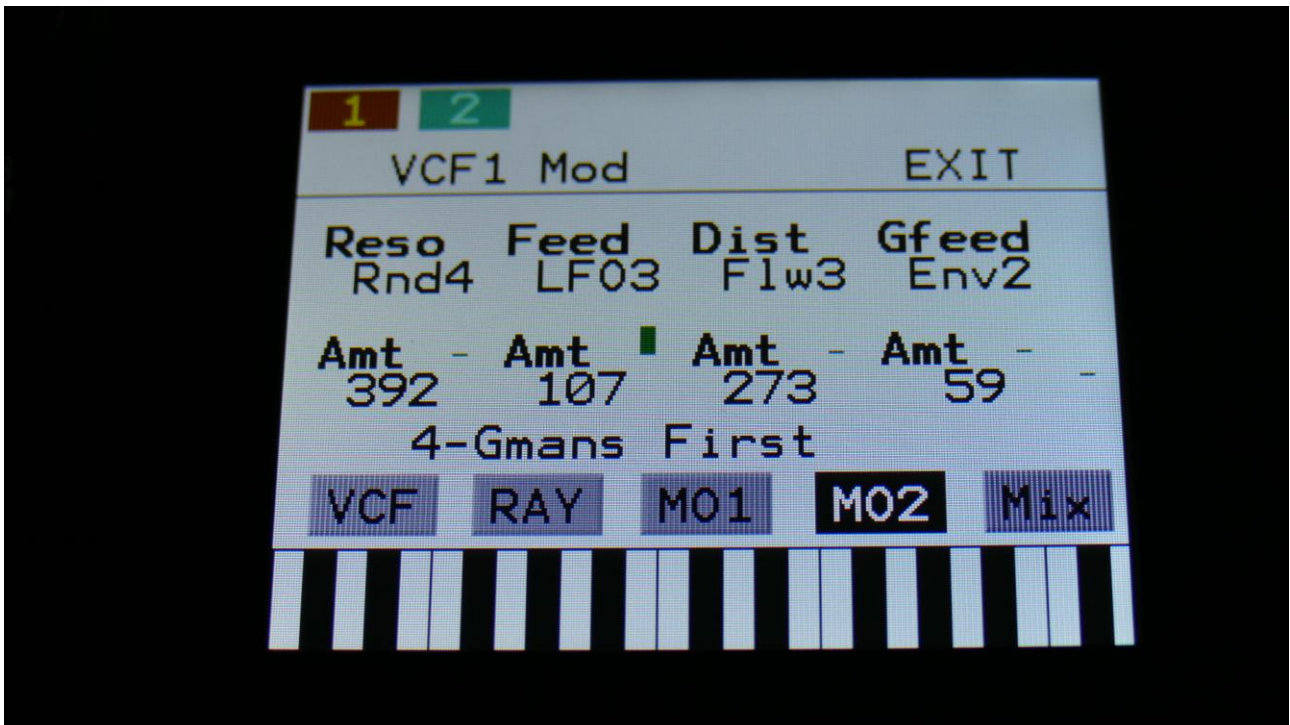 1 2
VCF1 Mod EXIT
Reso Feed Dist Gfeed
Rnd4 LFO3 Flw3 Env2
Amt - Amt Amt - Amt -
392 107 273 59 -
4-Gmans First
VCF RAY MO1 MO2 Mix